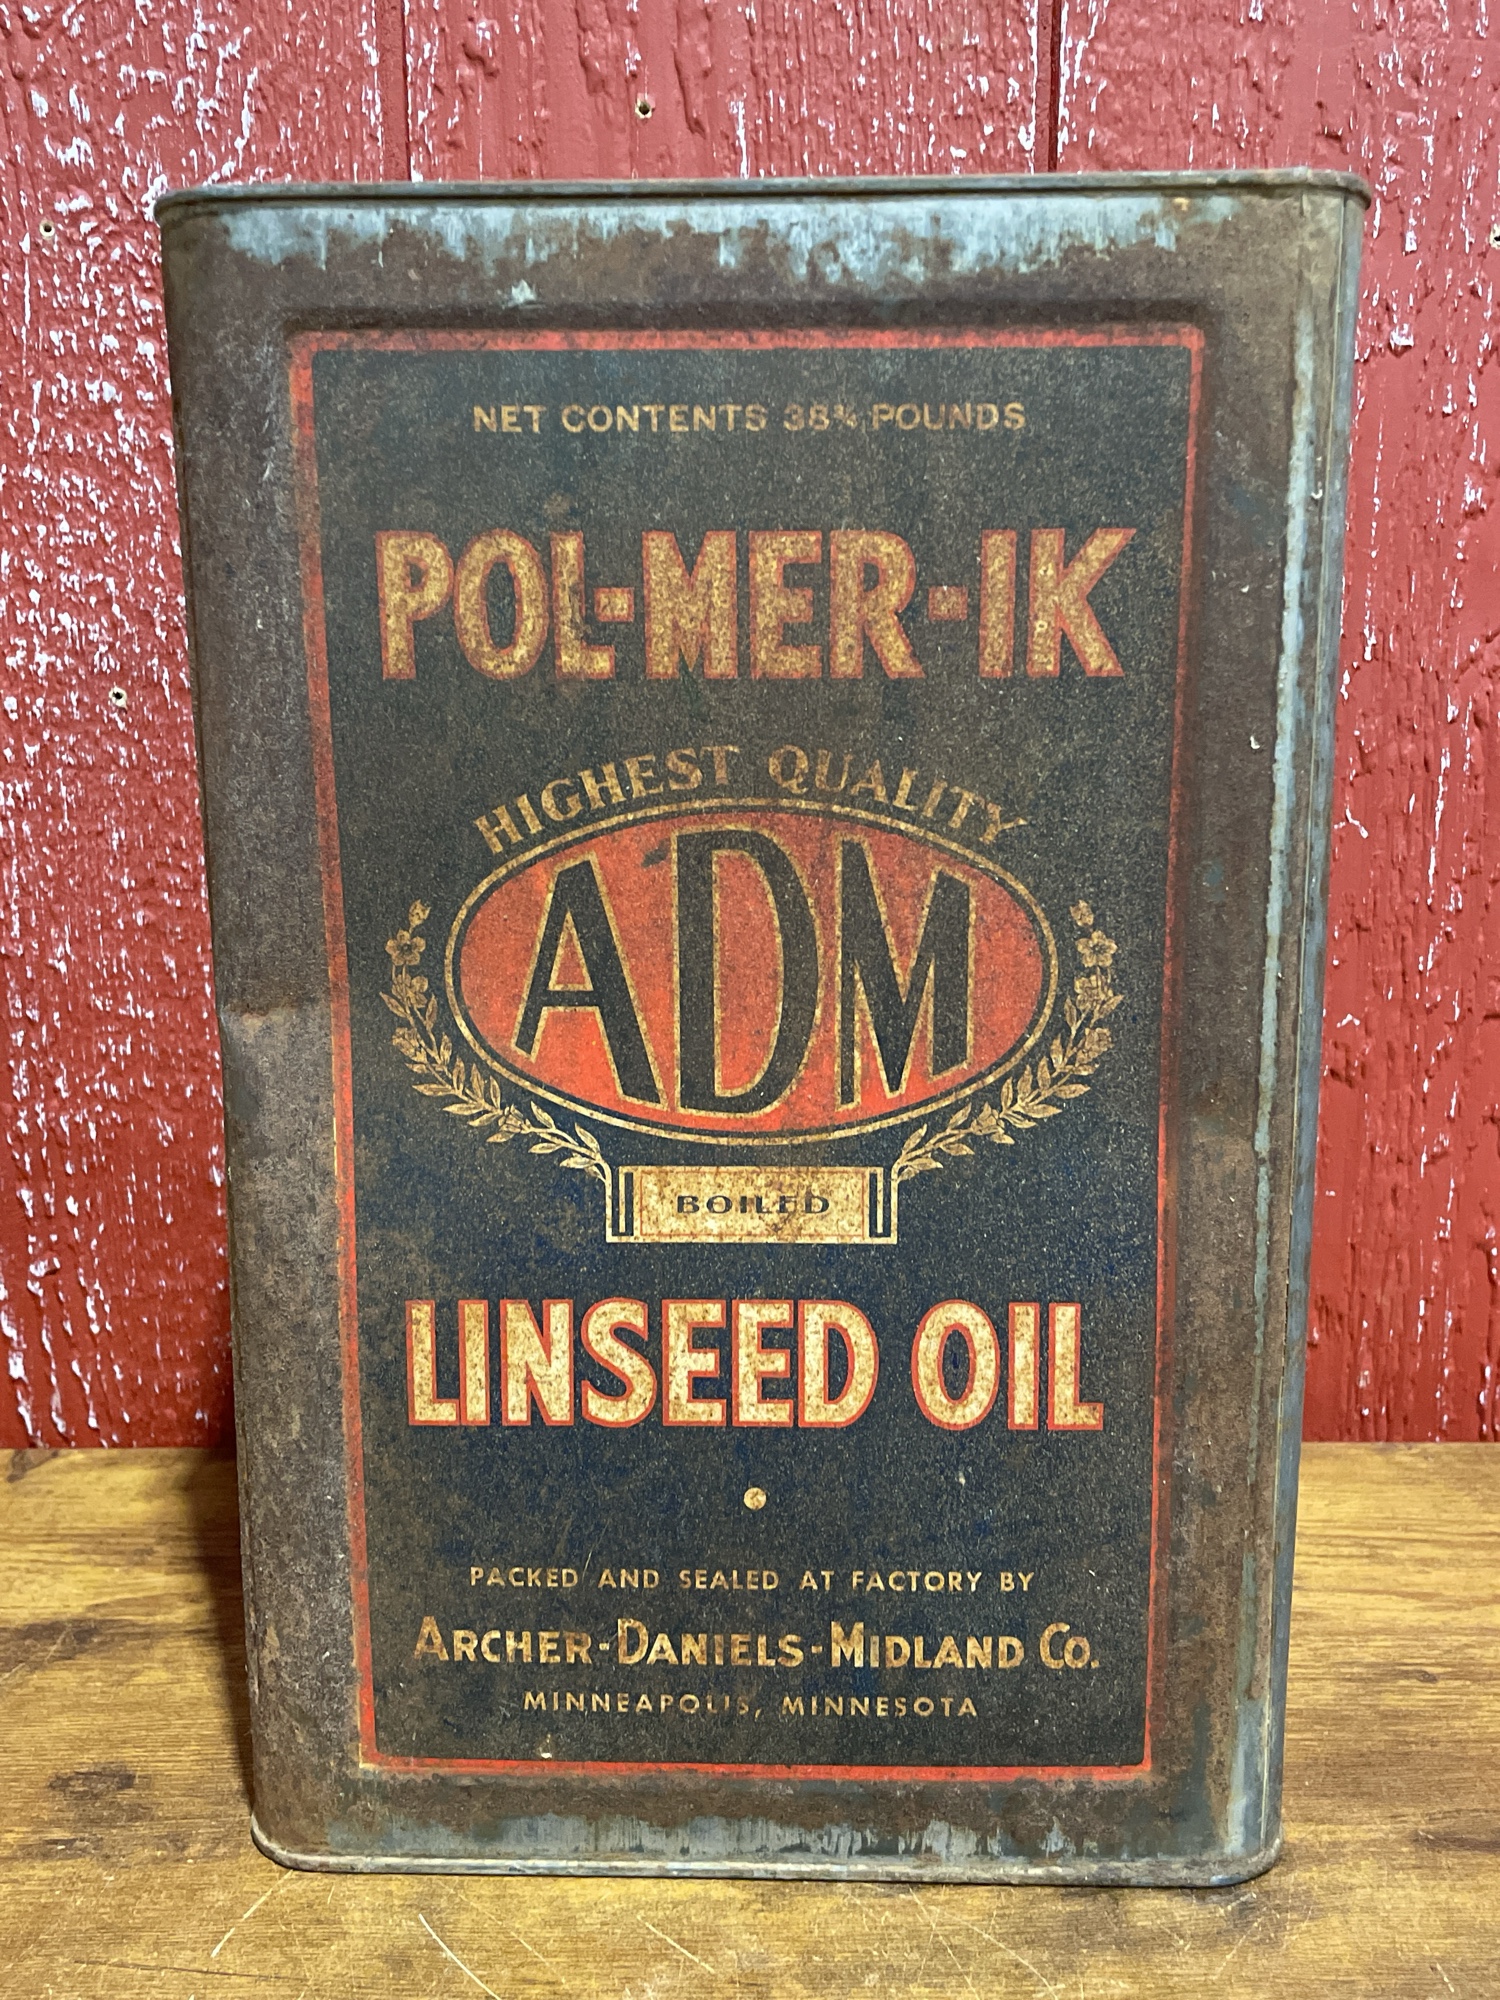 NET CONTENTS 38¾ POUNDS
POL-MER-IK
HIGHEST QUALITY
ADM
BOILED
LINSEED OIL
PACKED AND SEALED AT FACTORY BY
ARCHER-DANIELS-MIDLAND CO.
MINNEAPOLIS, MINNESOTA